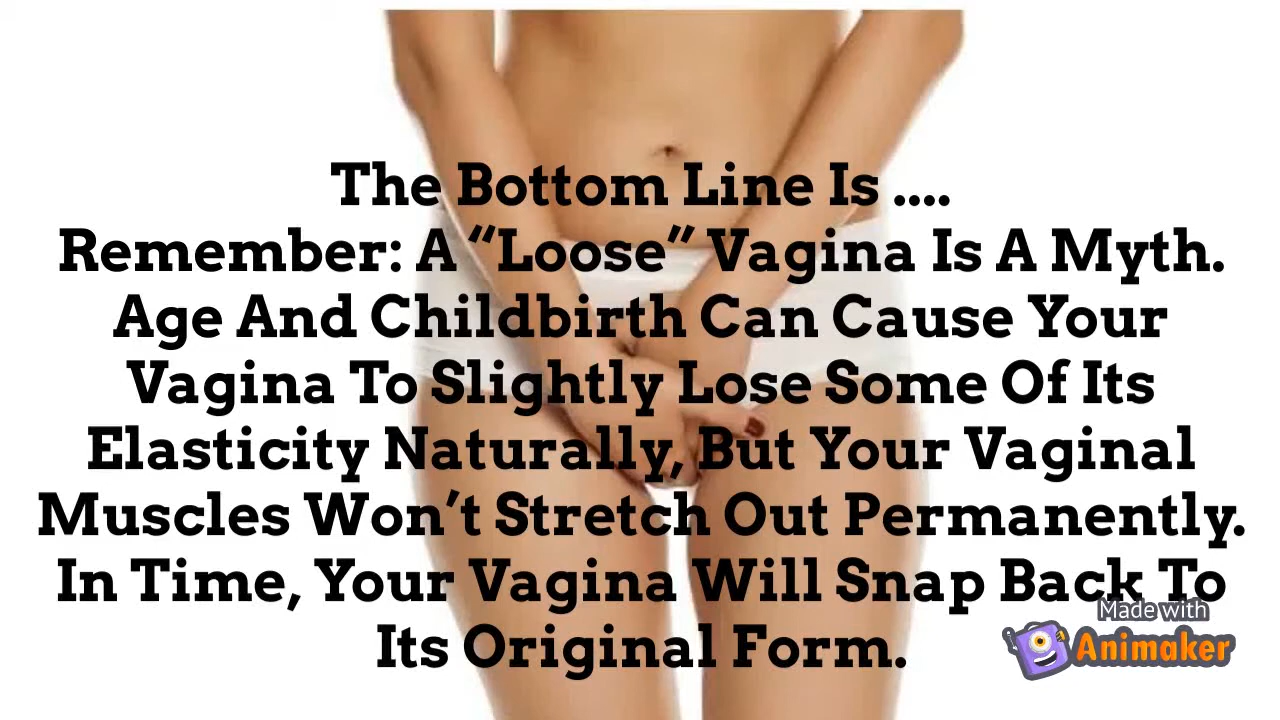 The Bottom Line Is ....
Remember: A “Loose” Vagina Is A Myth.
Age And Childbirth Can Cause Your
Vagina To Slightly Lose Some Of Its
Elasticity Naturally, But Your Vaginal
Muscles Won’t Stretch Out Permanently.
In Time, Your Vagina Will Snap Back To
Its Original Form.
Made with
Animaker